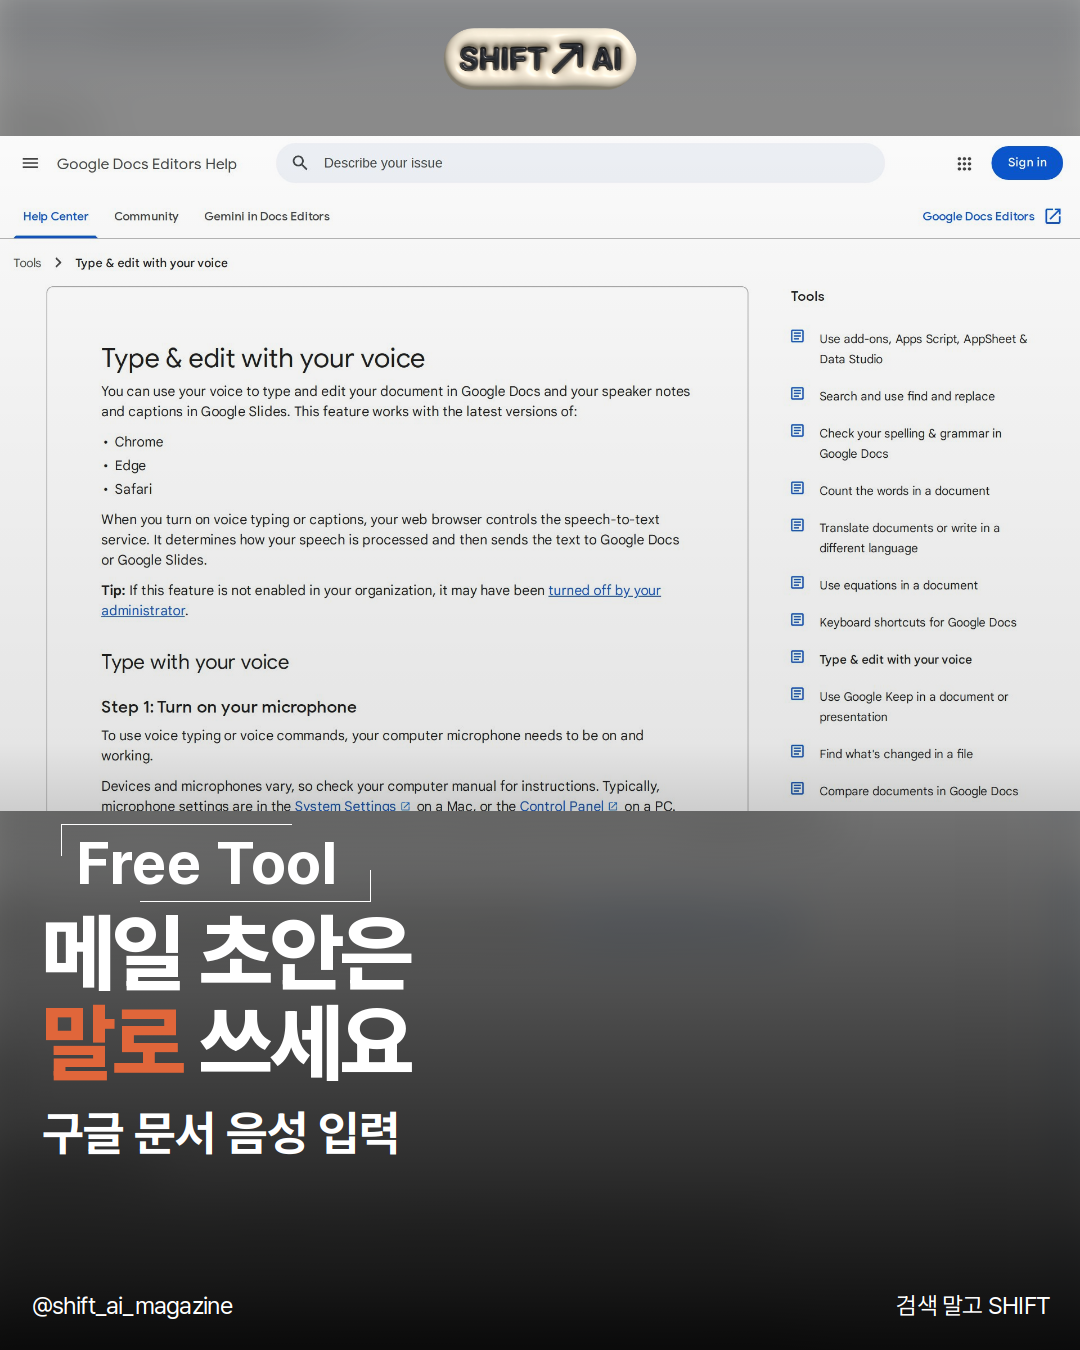 SHIFT AI
Google Docs Editors Help
Describe your issue
Sign in
Help Center
Community
Gemini in Docs Editors
Google Docs Editors
Tools
Type & edit with your voice
Type & edit with your voice
You can use your voice to type and edit your document in Google Docs and your speaker notes
and captions in Google Slides. This feature works with the latest versions of:
• Chrome
• Edge
• Safari
When you turn on voice typing or captions, your web browser controls the speech-to-text
service. It determines how your speech is processed and then sends the text to Google Docs
or Google Slides.
Tip: If this feature is not enabled in your organization, it may have been turned off by your
administrator.
Type with your voice
Step 1: Turn on your microphone
To use voice typing or voice commands, your computer microphone needs to be on and
working.
Devices and microphones vary, so check your computer manual for instructions. Typically,
microphone settings are in the System Settings on a Mac, or the Control Panel on a PC.
Tools
Use add-ons, Apps Script, AppSheet &
Data Studio
Search and use find and replace
Check your spelling & grammar in
Google Docs
Count the words in a document
Translate documents or write in a
different language
Use equations in a document
Keyboard shortcuts for Google Docs
Type & edit with your voice
Use Google Keep in a document or
presentation
Find what's changed in a file
Compare documents in Google Docs
Free Tool
메일 초안은
말로 쓰세요
구글 문서 음성 입력
@shift_ai_magazine
검색 말고 SHIFT